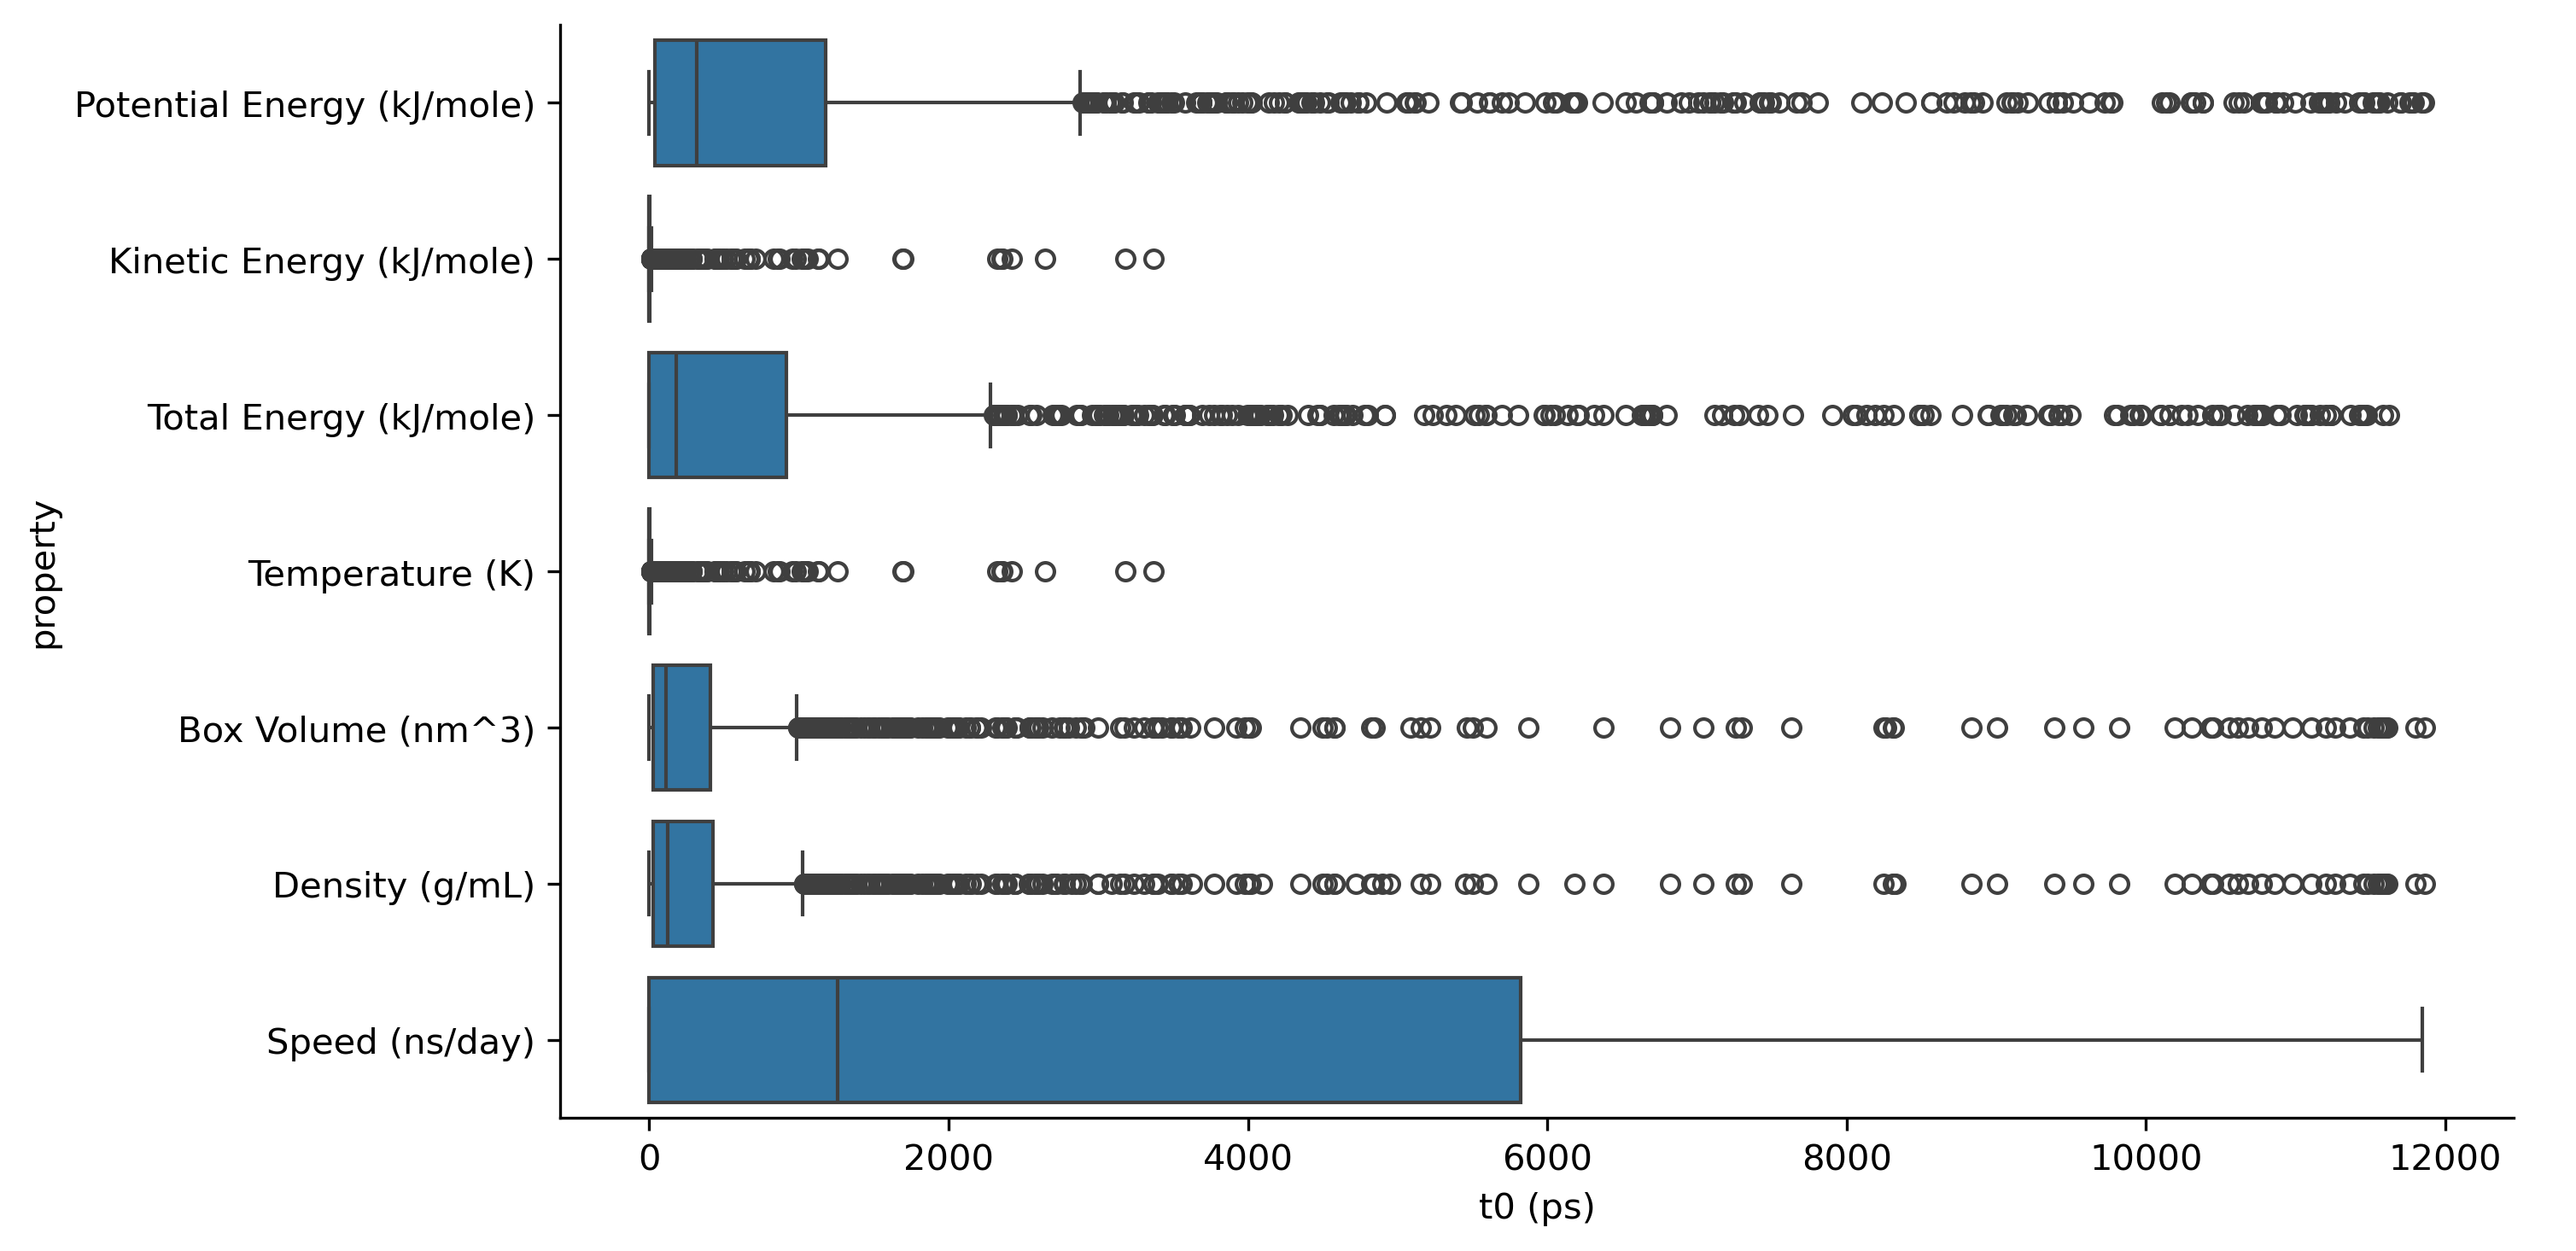 Potential Energy (kJ/mole)
Kinetic Energy (kJ/mole)
Total Energy (kJ/mole)
Temperature (K)
Box Volume (nm^3)
Density (g/mL)
Speed (ns/day)
property
0 2000 4000 6000 8000 10000 12000
t0 (ps)